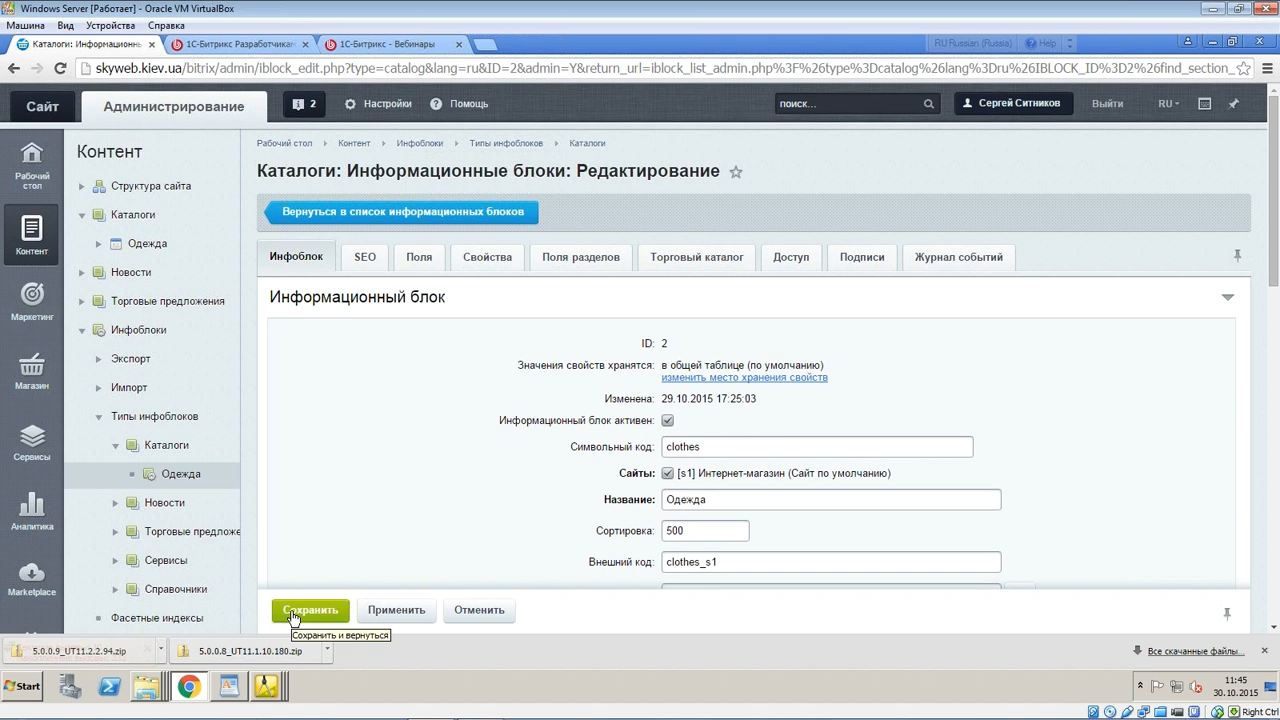 Windows Server [Работает] - Oracle VM VirtualBox
Машина Вид Устройства Справка
Каталоги: Информационн
1С-Битрикс Разработчикам
1С-Битрикс - Вебинары
RU Russian (Russia) Help
skyweb.kiev.ua/bitrix/admin/iblock_edit.php?type=catalog&lang=ru&ID=2&admin=Y&return_url=iblock_list_admin.php%3F%26type%3Dcatalog%26lang%3Dru%26IBLOCK_ID%3D2%26find_section_
Сайт
Администрирование
2
Настройки
Помощь
поиск...
Сергей Ситников
Выйти
RU
Рабочий стол
Контент
Маркетинг
Магазин
Сервисы
Аналитика
Marketplace
Контент
Структура сайта
Каталоги
Одежда
Новости
Торговые предложения
Инфоблоки
Экспорт
Импорт
Типы инфоблоков
Каталоги
Одежда
Новости
Торговые предложе
Сервисы
Справочники
Фасетные индексы
Рабочий стол Контент Инфоблоки Типы инфоблоков Каталоги
Каталоги: Информационные блоки: Редактирование
Вернуться в список информационных блоков
Инфоблок SEO Поля Свойства Поля разделов Торговый каталог Доступ Подписи Журнал событий
Информационный блок
ID: 2
Значения свойств хранятся: в общей таблице (по умолчанию)
изменить место хранения свойств
Изменена: 29.10.2015 17:25:03
Информационный блок активен:
Символьный код: clothes
Сайты: [s1] Интернет-магазин (Сайт по умолчанию)
Название: Одежда
Сортировка: 500
Внешний код: clothes_s1
Сохранить Применить Отменить
Сохранить и вернуться
5.0.0.9_UT11.2.2.94.zip
5.0.0.8_UT11.1.10.180.zip
Все скачанные файлы...
Start
11:45
30.10.2015
Right Ctrl